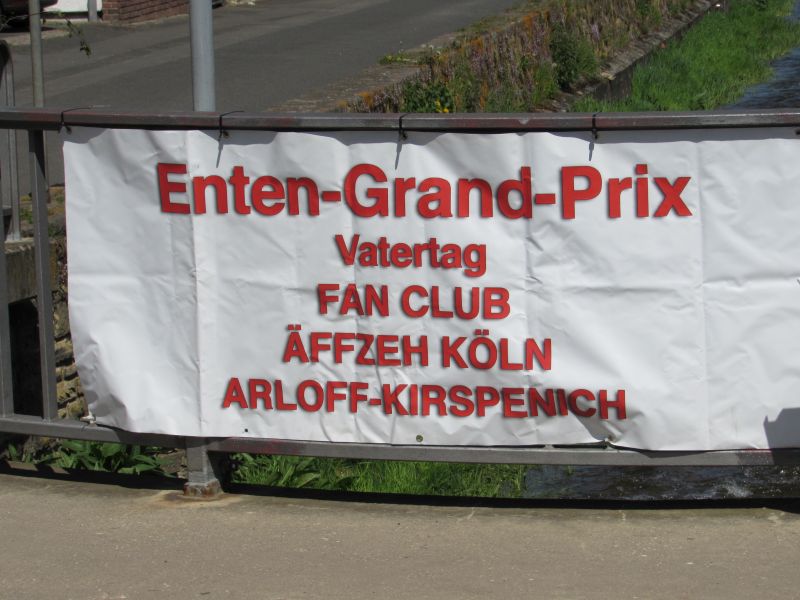 Enten-Grand-Prix
Vatertag
FAN CLUB
ÄFFZEH KÖLN
ARLOFF-KIRSPENICH